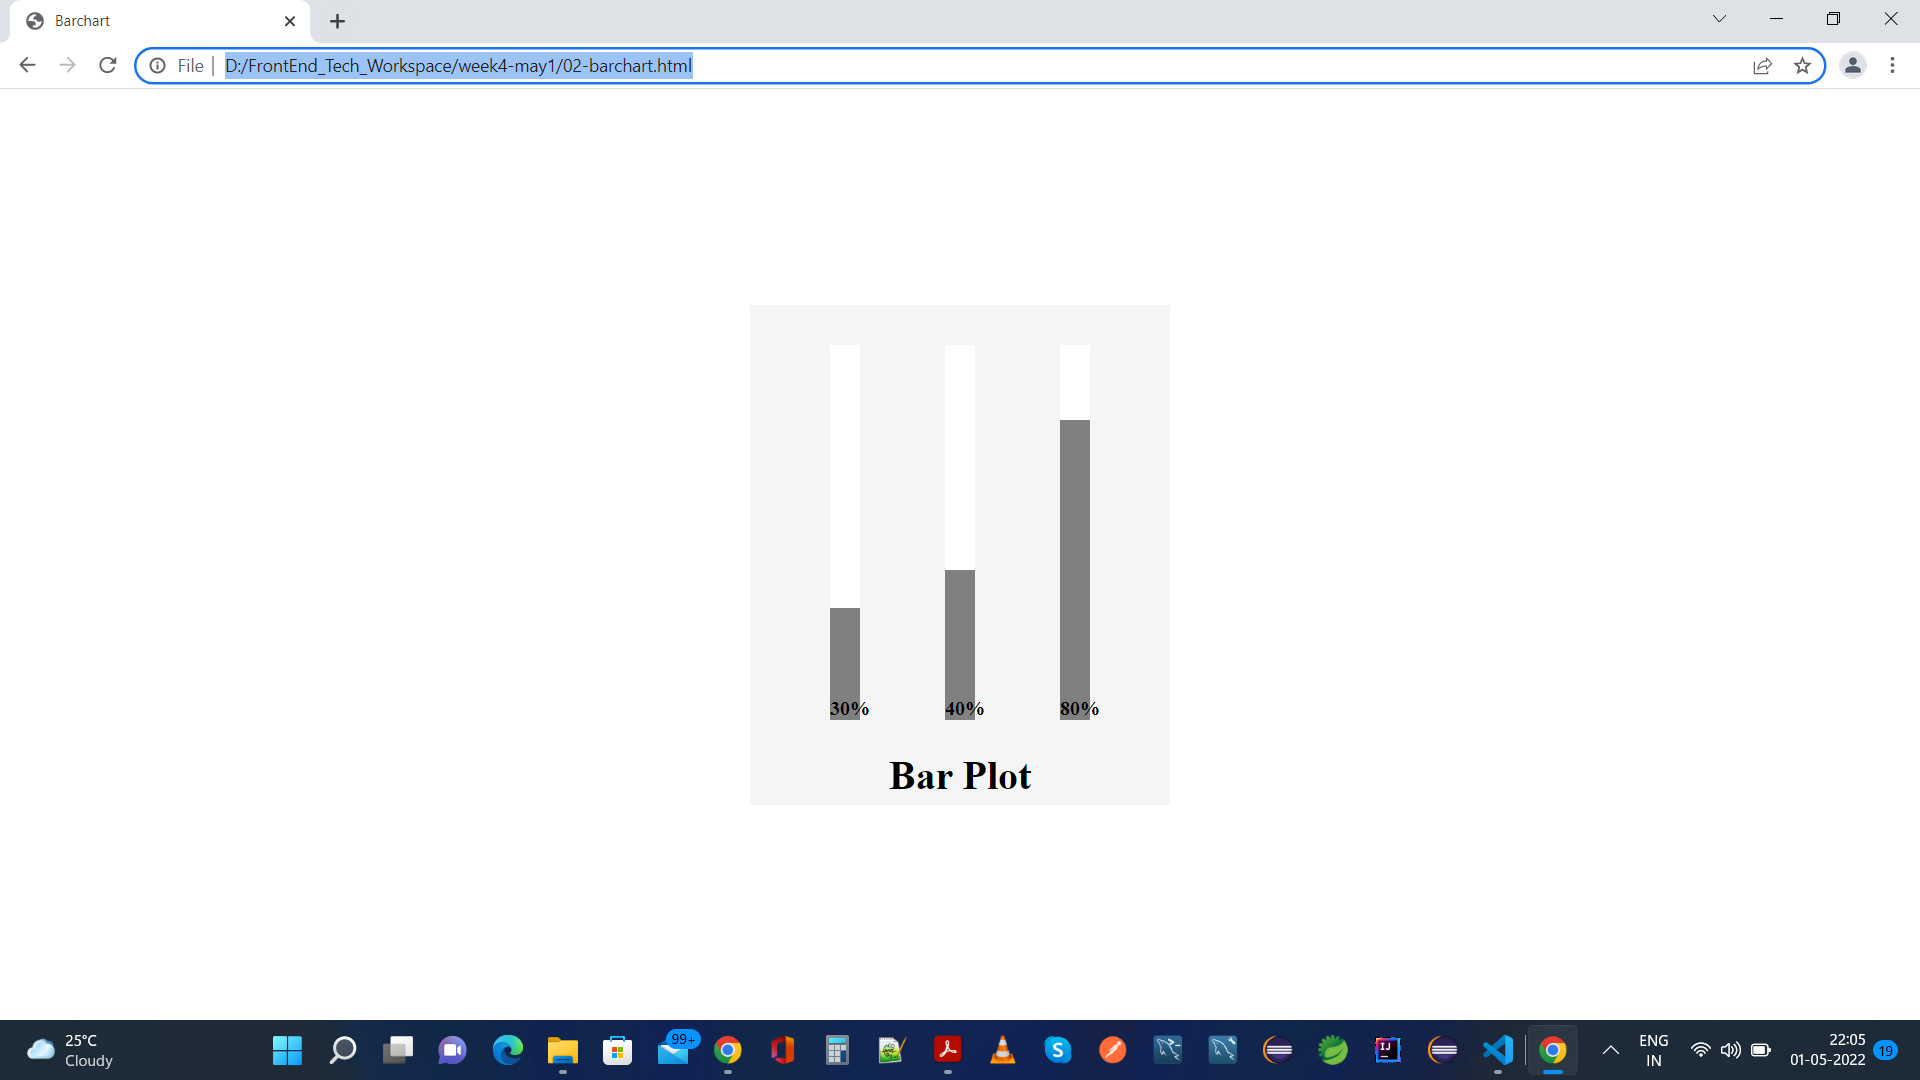 Barchart
File
D:/FrontEnd_Tech_Workspace/week4-may1/02-barchart.html
30% 40% 80%
Bar Plot
25°C
Cloudy
99+
S
IJ
ENG
IN
22:05
01-05-2022
19